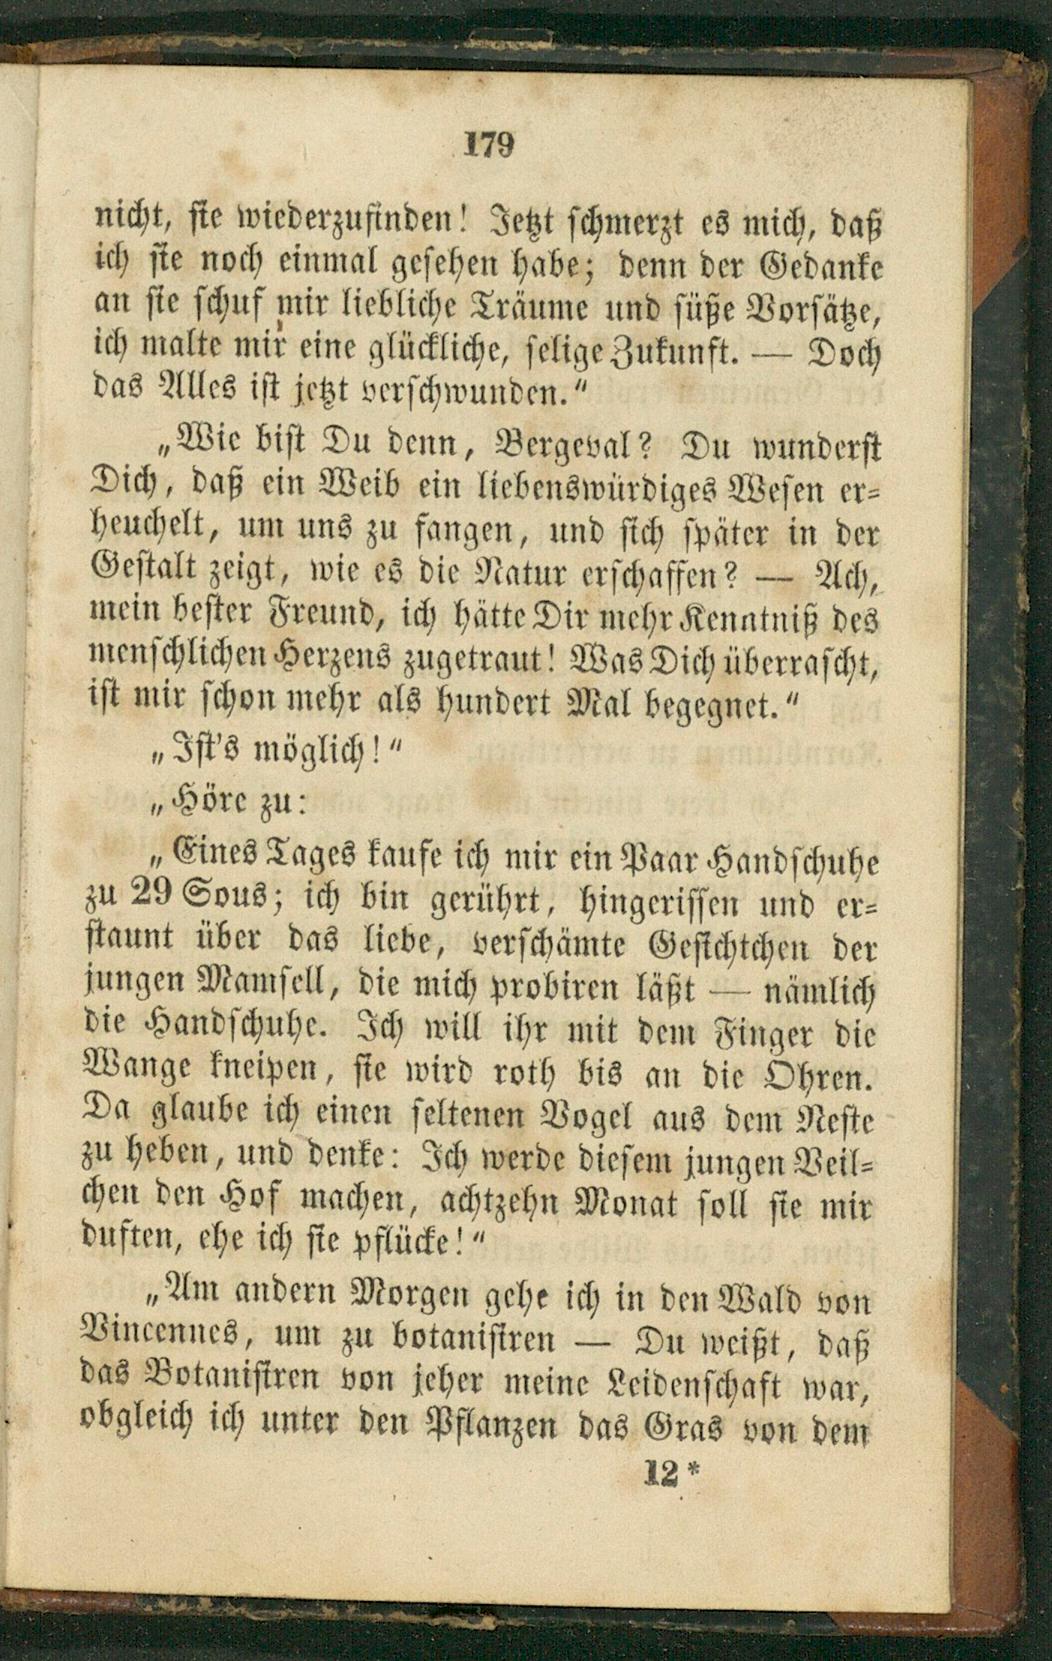 179
nicht, sie wiederzufinden! Jetzt schmerzt es mich, daß
ich sie noch einmal gesehen habe; denn der Gedanke
an sie schuf mir liebliche Träume und süße Vorsätze,
ich malte mir eine glückliche, selige Zukunft. — Doch
das Alles ist jetzt verschwunden.“
„Wie bist Du denn, Bergeval? Du wunderst
Dich, daß ein Weib ein liebenswürdiges Wesen er-
heuchelt, um uns zu fangen, und sich später in der
Gestalt zeigt, wie es die Natur erschaffen? — Ach,
mein bester Freund, ich hätte Dir mehr Kenntniß des
menschlichen Herzens zugetraut! Was Dich überrascht,
ist mir schon mehr als hundert Mal begegnet.“
„Ist's möglich!“
„Höre zu:
„Eines Tages kaufe ich mir ein Paar Handschuhe
zu 29 Sous; ich bin gerührt, hingerissen und er-
staunt über das liebe, verschämte Gesichtchen der
jungen Mamsell, die mich probiren läßt — nämlich
die Handschuhe. Ich will ihr mit dem Finger die
Wange kneipen, sie wird roth bis an die Ohren.
Da glaube ich einen seltenen Vogel aus dem Neste
zu heben, und denke: Ich werde diesem jungen Veil-
chen den Hof machen, achtzehn Monat soll sie mir
duften, ehe ich sie pflücke!“
„Am andern Morgen gehe ich in den Wald von
Vincennes, um zu botanisiren — Du weißt, daß
das Botanisiren von jeher meine Leidenschaft war,
obgleich ich unter den Pflanzen das Gras von dem
12*